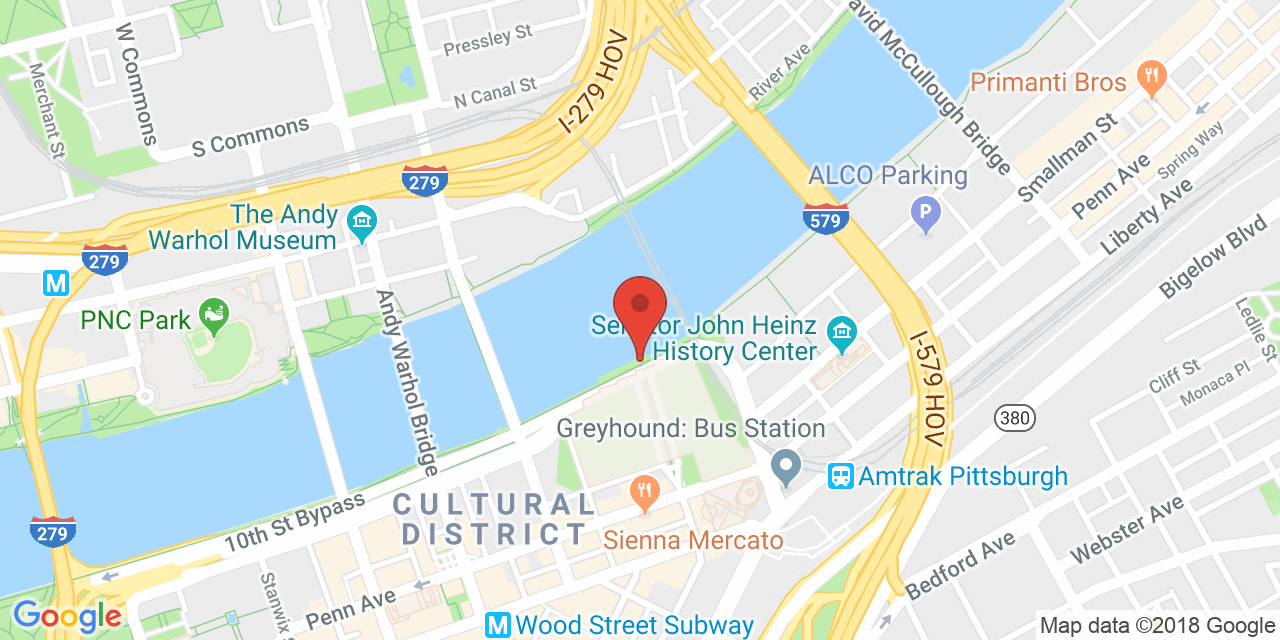 Pressley St
W Commons
Merchant St
N Canal St
S Commons
I-279 HOV
River Ave
David McCullough Bridge
Primanti Bros
Smallman St
Penn Ave
Spring Way
Liberty Ave
Bigelow Blvd
ALCO Parking
P
279
579
The Andy
Warhol Museum
279
M
PNC Park
Andy Warhol Bridge
Senator John Heinz
History Center
I-579 HOV
Ledlie St
Cliff St
Monaca Pl
380
Greyhound: Bus Station
Amtrak Pittsburgh
CULTURAL
DISTRICT
Sienna Mercato
10th St Bypass
279
Webster Ave
Bedford Ave
Stanwix
Penn Ave
M Wood Street Subway
Google
Map data ©2018 Google